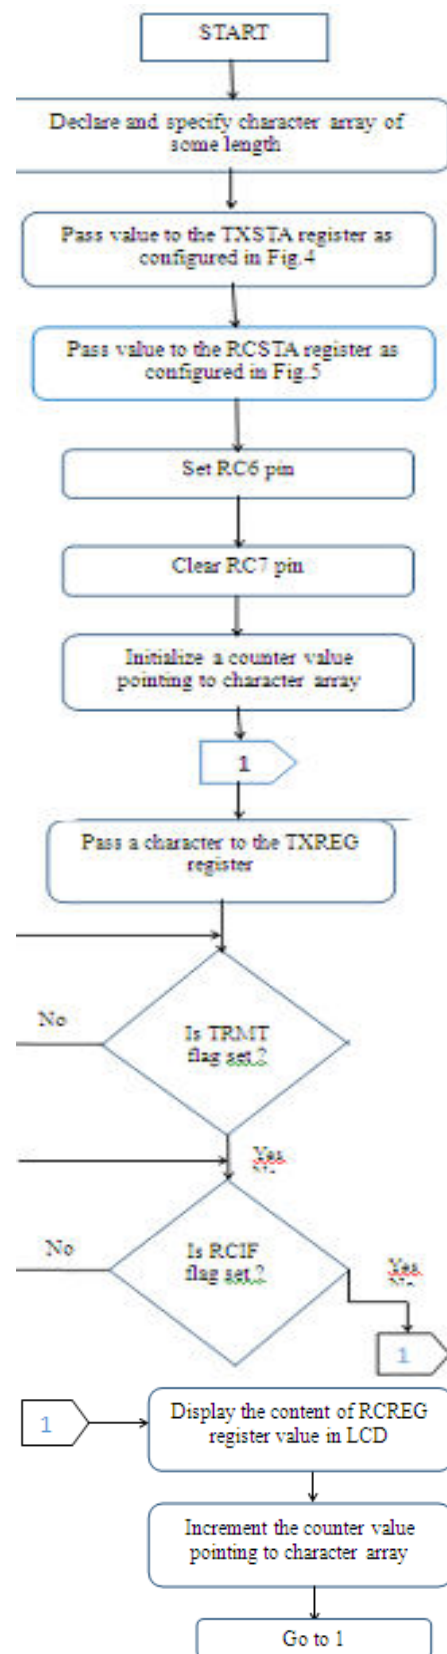 START
Declare and specify character array of
some length
Pass value to the TXSTA register as
configured in Fig.4
Pass value to the RCSTA register as
configured in Fig.5
Set RC6 pin
Clear RC7 pin
Initialize a counter value
pointing to character array
1
Pass a character to the TXREG
register
No
Is TRMT
flag set ?
Yes
No
Is RCIF
flag set ?
Yes
1
1
Display the content of RCREG
register value in LCD
Increment the counter value
pointing to character array
Go to 1